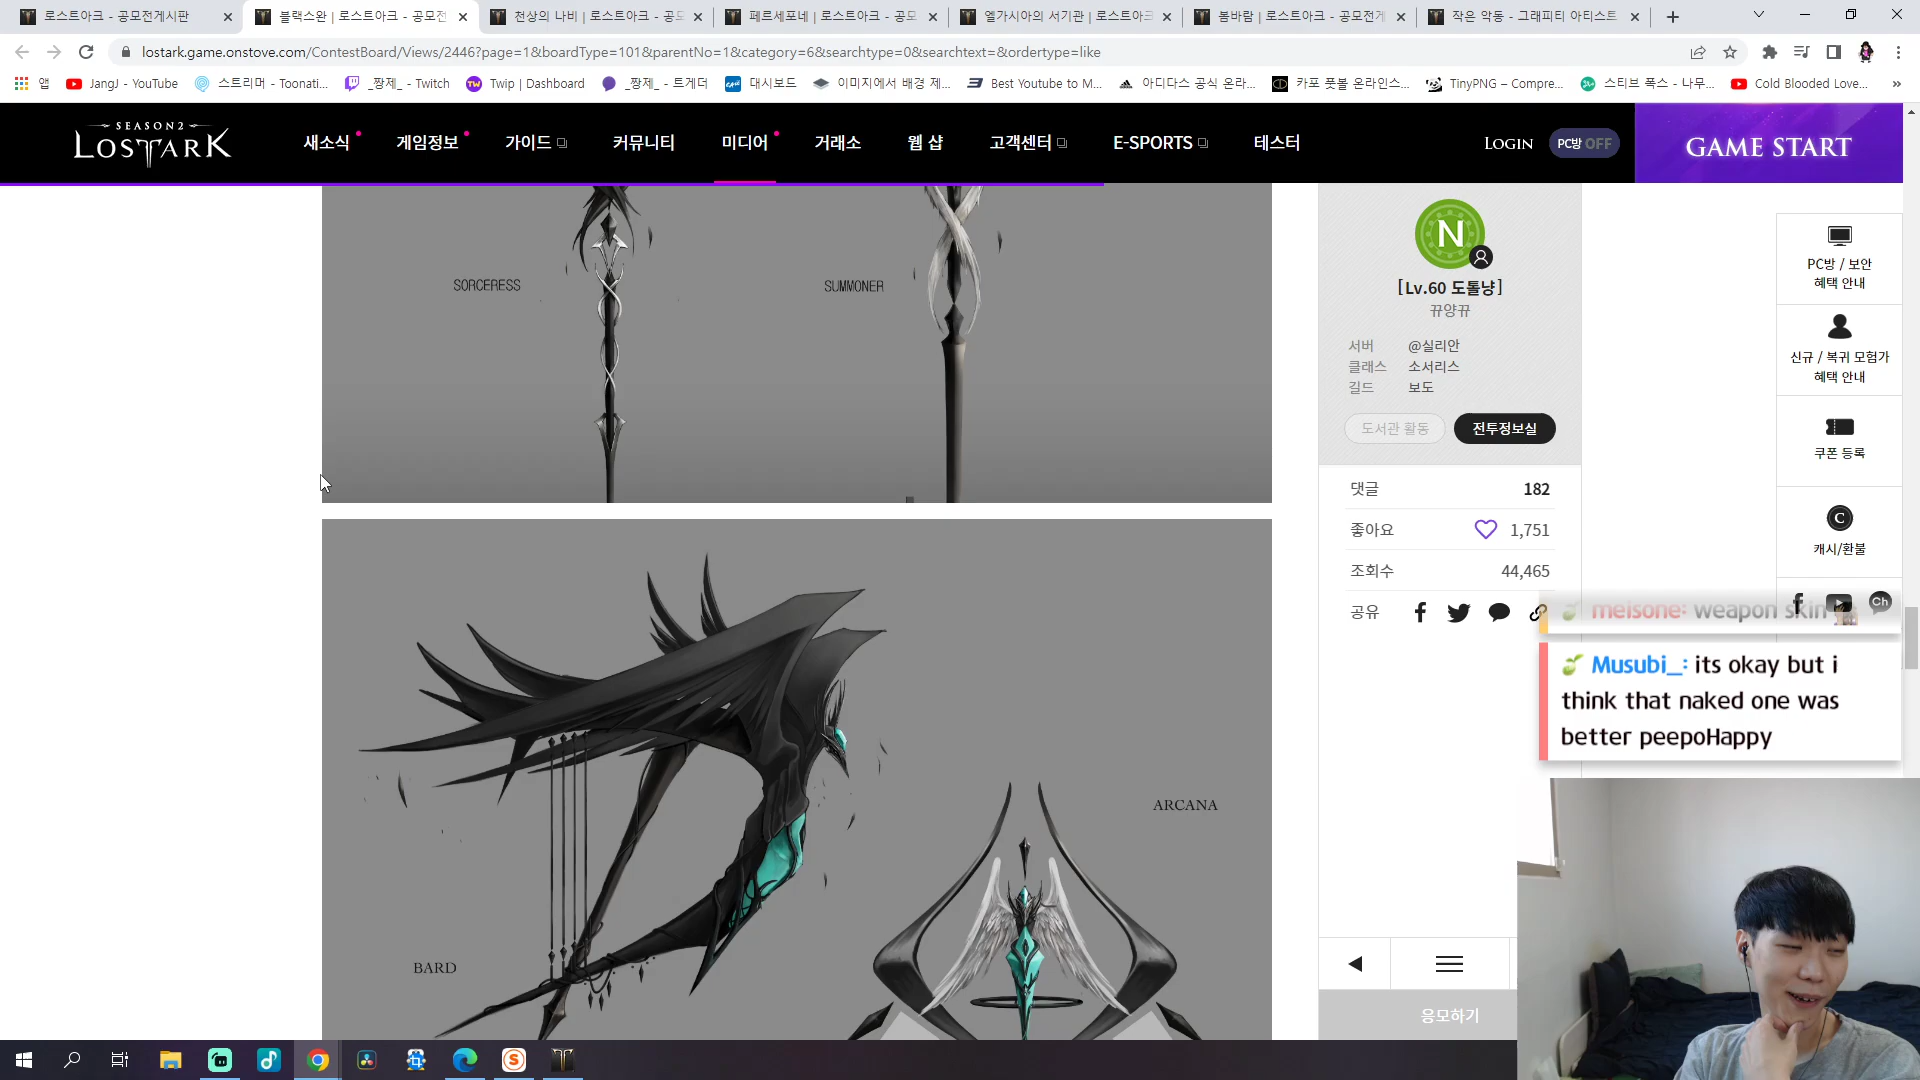 로스트아크 - 공모전게시판
블랙스완 | 로스트아크 - 공모전
천상의 나비 | 로스트아크 - 공모
페르세포네 | 로스트아크 - 공모
엘가시아의 서기관 | 로스트아크
봄바람 | 로스트아크 - 공모전게
작은 악동 - 그래피티 아티스트
lostark.game.onstove.com/ContestBoard/Views/2446?page=1&boardType=101&parentNo=1&category=6&searchtype=0&searchtext=&ordertype=like
앱
JangJ - YouTube
스트리머 - Toonati...
_짱제_ - Twitch
Twip | Dashboard
_짱제_ - 트게더
대시보드
이미지에서 배경 제...
Best Youtube to M...
아디다스 공식 온라...
카포 풋볼 온라인스...
TinyPNG – Compre...
스티브 폭스 - 나무...
Cold Blooded Love...
SEASON2
LOSTARK
새소식
게임정보
가이드
커뮤니티
미디어
거래소
웹 샵
고객센터
E-SPORTS
테스터
LOGIN
PC방 OFF
GAME START
SORCERESS
SUMMONER
BARD
ARCANA
N
[Lv.60 도톨냥]
뀨양뀨
서버 @실리안
클래스 소서리스
길드 보도
도서관 활동
전투정보실
댓글 182
좋아요 1,751
조회수 44,465
공유
응모하기
PC방 / 보안
혜택 안내
신규 / 복귀 모험가
혜택 안내
쿠폰 등록
C
캐시/환불
Ch
meisone: weapon skin
Musubi_: its okay but i
think that naked one was
better peepoHappy